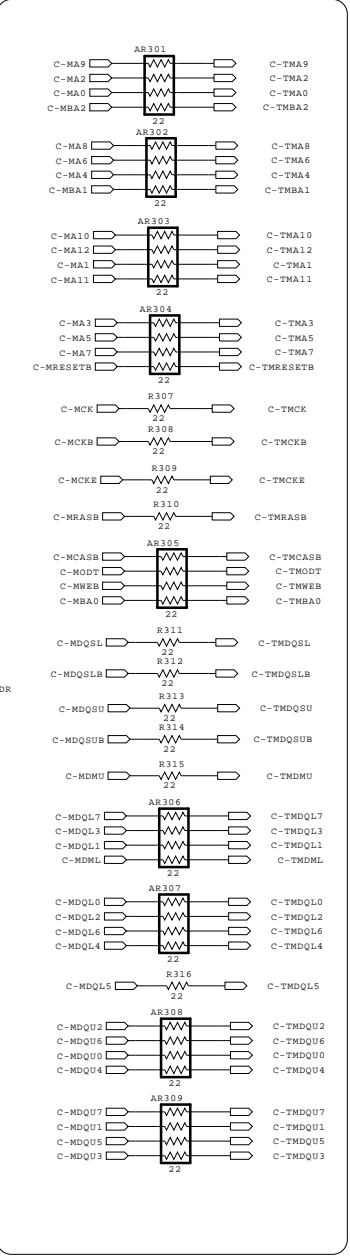 AR301
C-MA9 C-TMA9
C-MA2 C-TMA2
C-MA0 C-TMA0
C-MBA2 C-TMBA2
22
AR302
C-MA8 C-TMA8
C-MA6 C-TMA6
C-MA4 C-TMA4
C-MBA1 C-TMBA1
22
AR303
C-MA10 C-TMA10
C-MA12 C-TMA12
C-MA1 C-TMA1
C-MA11 C-TMA11
22
AR304
C-MA3 C-TMA3
C-MA5 C-TMA5
C-MA7 C-TMA7
C-MRESETB C-TMRESETB
22
R307
C-MCK C-TMCK
22
R308
C-MCKB C-TMCKB
22
R309
C-MCKE C-TMCKE
22
R310
C-MRASB C-TMRASB
22
AR305
C-MCASB C-TMCASB
C-MODT C-TMODT
C-MWEB C-TMWEB
C-MBA0 C-TMBA0
22
R311
C-MDQSL C-TMDQSL
22
R312
C-MDQSLB C-TMDQSLB
22
DR
R313
C-MDQSU C-TMDQSU
22
R314
C-MDQSUB C-TMDQSUB
22
R315
C-MDMU C-TMDMU
22
AR306
C-MDQL7 C-TMDQL7
C-MDQL3 C-TMDQL3
C-MDQL1 C-TMDQL1
C-MDML C-TMDML
22
AR307
C-MDQL0 C-TMDQL0
C-MDQL2 C-TMDQL2
C-MDQL6 C-TMDQL6
C-MDQL4 C-TMDQL4
22
R316
C-MDQL5 C-TMDQL5
22
AR308
C-MDQU2 C-TMDQU2
C-MDQU6 C-TMDQU6
C-MDQU0 C-TMDQU0
C-MDQU4 C-TMDQU4
22
AR309
C-MDQU7 C-TMDQU7
C-MDQU1 C-TMDQU1
C-MDQU5 C-TMDQU5
C-MDQU3 C-TMDQU3
22